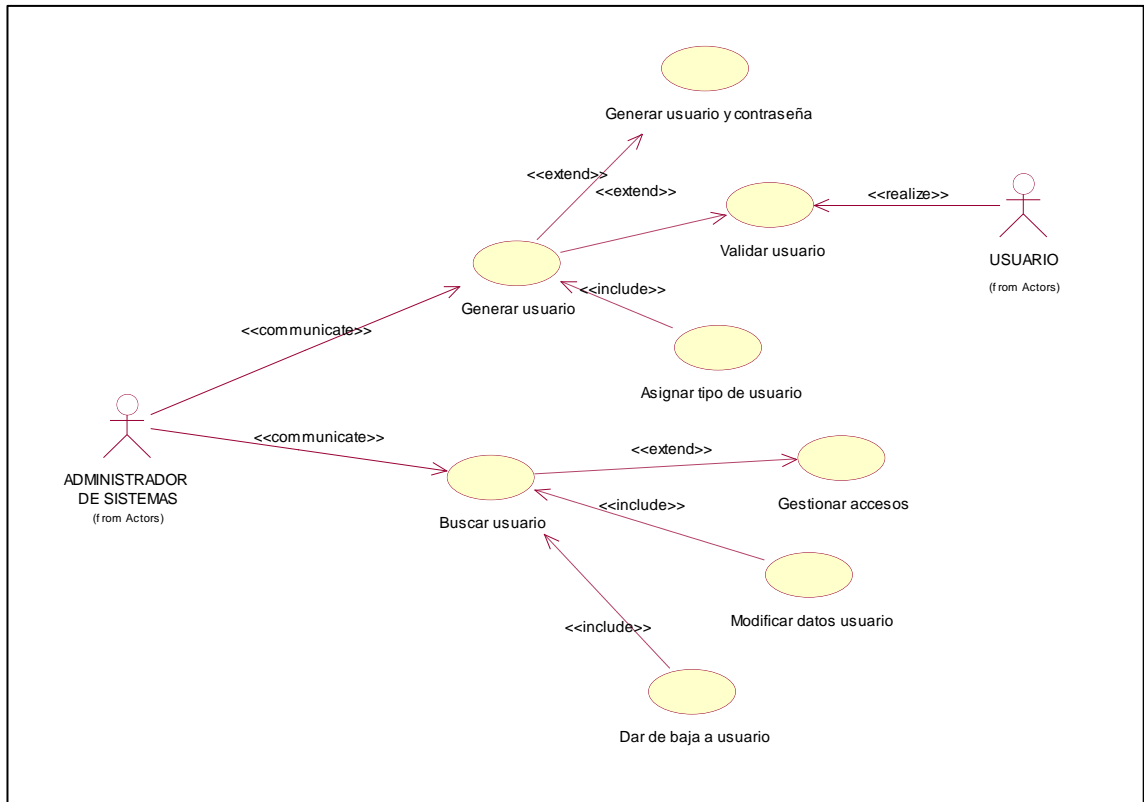 Generar usuario y contraseña
<<extend>>
<<extend>>
<<realize>>
Validar usuario
USUARIO
(from Actors)
<<include>>
Generar usuario
<<communicate>>
Asignar tipo de usuario
<<communicate>>
<<extend>>
ADMINISTRADOR
DE SISTEMAS
(from Actors)
Gestionar accesos
<<include>>
Buscar usuario
Modificar datos usuario
<<include>>
Dar de baja a usuario